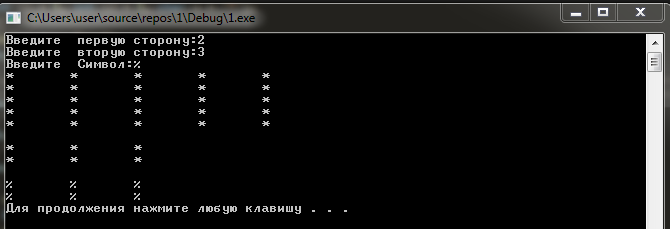 C:\Users\user\source\repos\1\Debug\1.exe
Введите  первую сторону:2
Введите  вторую сторону:3
Введите  Символ:%
*       *       *       *       *
*       *       *       *       *
*       *       *       *       *
*       *       *       *       *
*       *       *       *       *

*       *       *
*       *       *

%       %       %
%       %       %
Для продолжения нажмите любую клавишу . . .